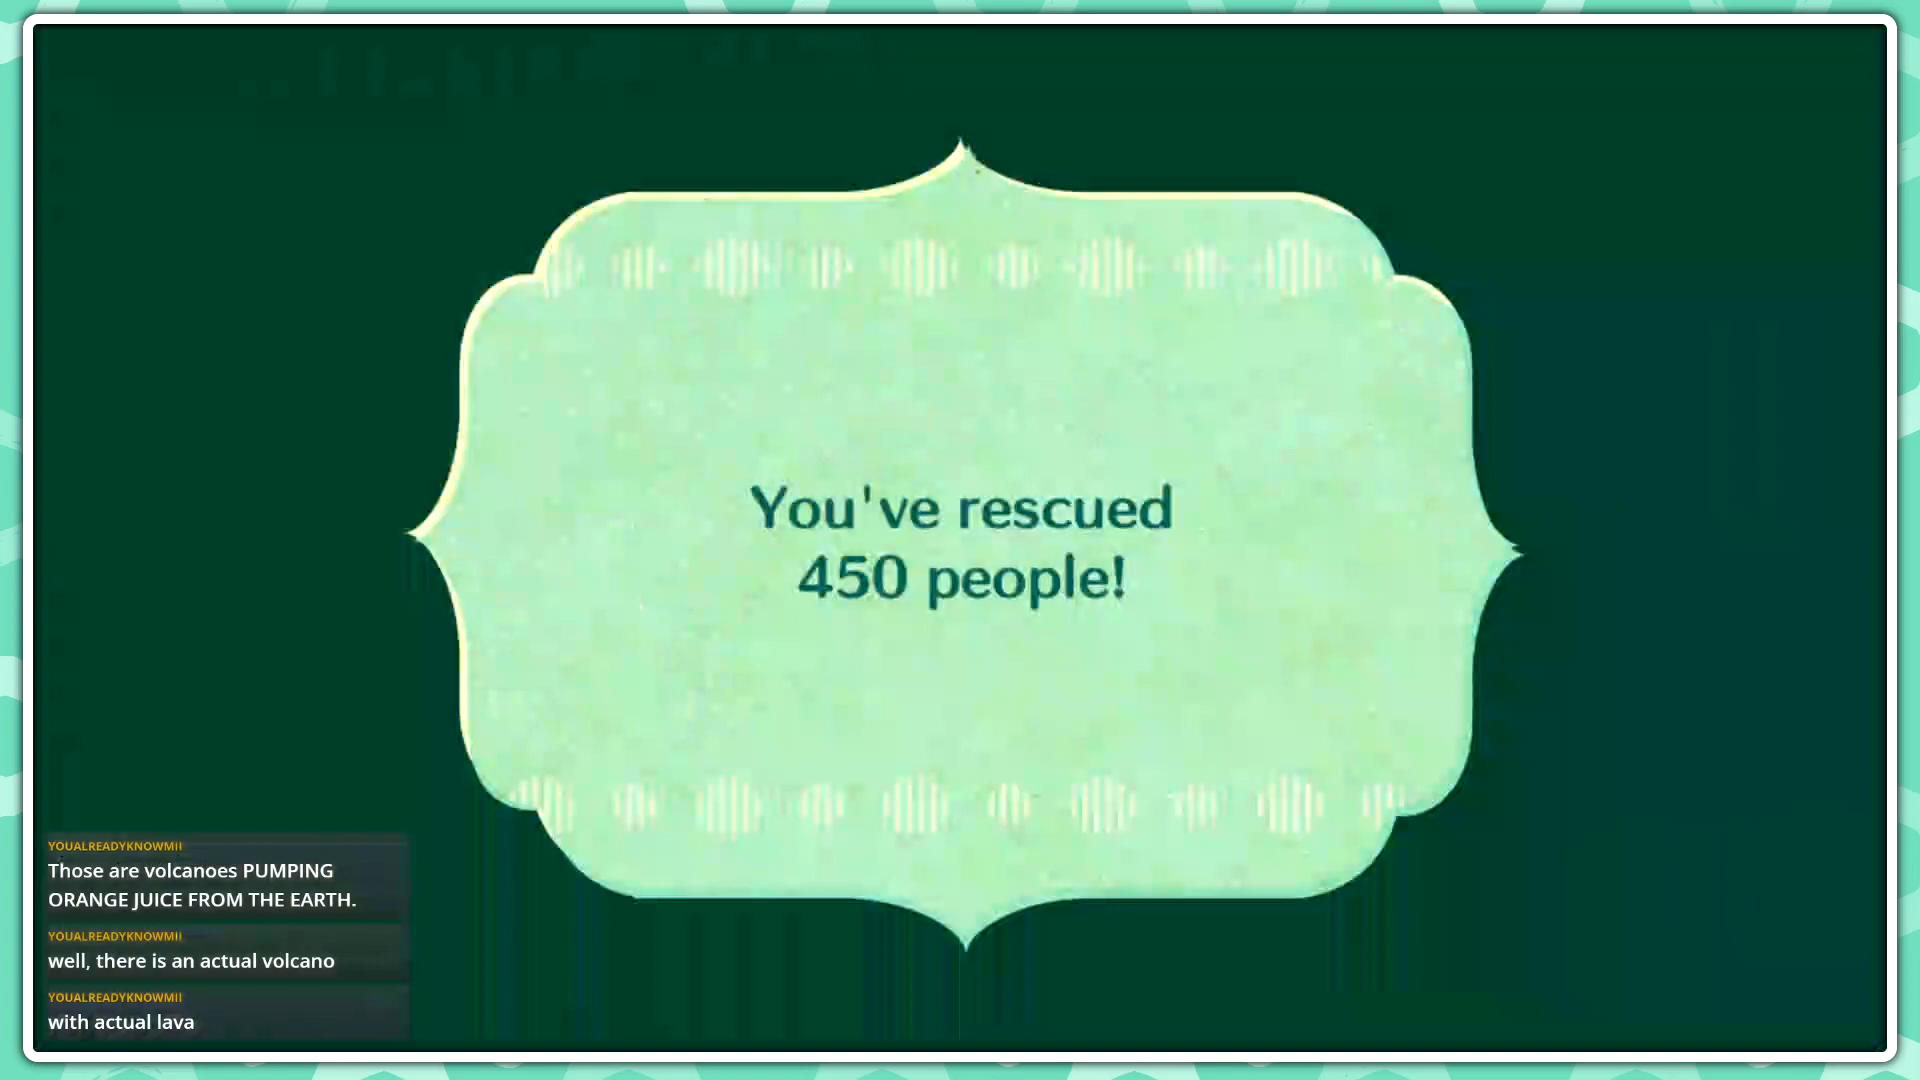 You've rescued
450 people!
YOUALREADYKNOWMII
Those are volcanoes PUMPING
ORANGE JUICE FROM THE EARTH.
YOUALREADYKNOWMII
well, there is an actual volcano
YOUALREADYKNOWMII
with actual lava